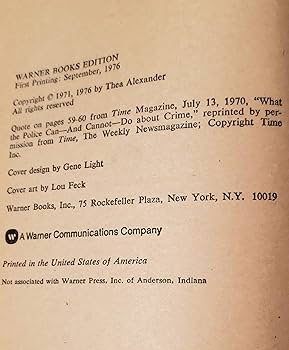 WARNER BOOKS EDITION
First Printing: September, 1976
Copyright © 1971, 1976 by Thea Alexander
All rights reserved
Quote on pages 59-60 from Time Magazine, July 13, 1970, "What
the Police Can—And Cannot—Do about Crime," reprinted by per-
mission from Time, The Weekly Newsmagazine; Copyright Time
Inc.
Cover design by Gene Light
Cover art by Lou Feck
Warner Books, Inc., 75 Rockefeller Plaza, New York, N.Y. 10019
A Warner Communications Company
Printed in the United States of America
Not associated with Warner Press, Inc. of Anderson, Indiana